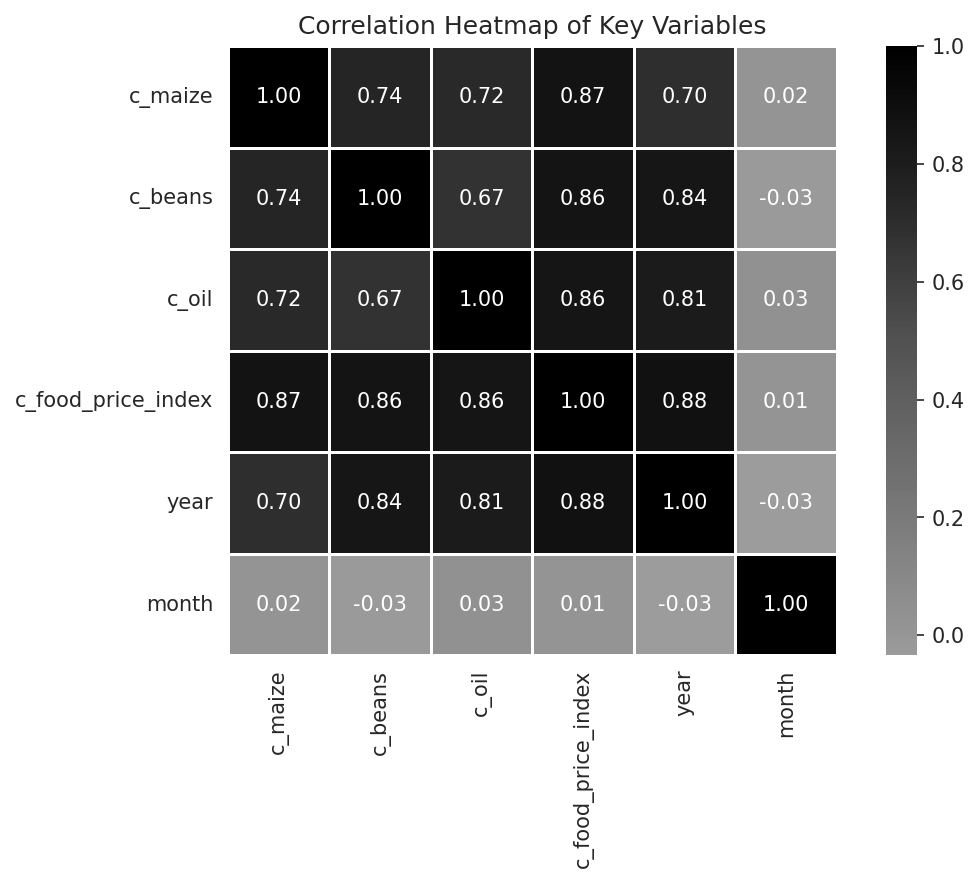 Correlation Heatmap of Key Variables
c_maize 1.00 0.74 0.72 0.87 0.70 0.02
c_beans 0.74 1.00 0.67 0.86 0.84 -0.03
c_oil 0.72 0.67 1.00 0.86 0.81 0.03
c_food_price_index 0.87 0.86 0.86 1.00 0.88 0.01
year 0.70 0.84 0.81 0.88 1.00 -0.03
month 0.02 -0.03 0.03 0.01 -0.03 1.00
c_maize
c_beans
c_oil
c_food_price_index
year
month
1.0
0.8
0.6
0.4
0.2
0.0